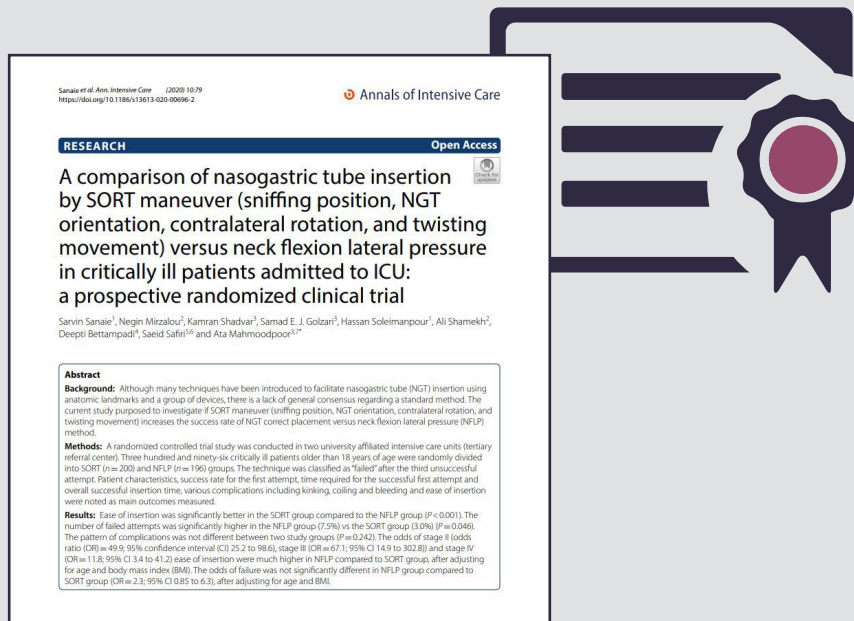 Sanaie et al. Ann. Intensive Care (2020) 10:79
https://doi.org/10.1186/s13613-020-00696-2
Annals of Intensive Care
RESEARCH
Open Access
Check for
updates
A comparison of nasogastric tube insertion
by SORT maneuver (sniffing position, NGT
orientation, contralateral rotation, and twisting
movement) versus neck flexion lateral pressure
in critically ill patients admitted to ICU:
a prospective randomized clinical trial
Sarvin Sanaie1, Negin Mirzalou2, Kamran Shadvar3, Samad E. J. Golzari3, Hassan Soleimanpour1, Ali Shamekh2,
Deepti Bettampadi4, Saeid Safiri5,6 and Ata Mahmoodpoor3,7*
Abstract
Background: Although many techniques have been introduced to facilitate nasogastric tube (NGT) insertion using
anatomic landmarks and a group of devices, there is a lack of general consensus regarding a standard method. The
current study purposed to investigate if SORT maneuver (sniffing position, NGT orientation, contralateral rotation, and
twisting movement) increases the success rate of NGT correct placement versus neck flexion lateral pressure (NFLP)
method.
Methods: A randomized controlled trial study was conducted in two university affiliated intensive care units (tertiary
referral center). Three hundred and ninety-six critically ill patients older than 18 years of age were randomly divided
into SORT (n = 200) and NFLP (n = 196) groups. The technique was classified as "failed" after the third unsuccessful
attempt. Patient characteristics, success rate for the first attempt, time required for the successful first attempt and
overall successful insertion time, various complications including kinking, coiling and bleeding and ease of insertion
were noted as main outcomes measured.
Results: Ease of insertion was significantly better in the SORT group compared to the NFLP group (P < 0.001). The
number of failed attempts was significantly higher in the NFLP group (7.5%) vs the SORT group (3.0%) (P = 0.046).
The pattern of complications was not different between two study groups (P = 0.242). The odds of stage II (odds
ratio (OR) = 49.9; 95% confidence interval (CI) 25.2 to 98.6), stage III (OR = 67.1; 95% CI 14.9 to 302.8)) and stage IV
(OR = 11.8; 95% CI 3.4 to 41.2) ease of insertion were much higher in NFLP compared to SORT group, after adjusting
for age and body mass index (BMI). The odds of failure was not significantly different in NFLP group compared to
SORT group (OR = 2.3; 95% CI 0.85 to 6.3), after adjusting for age and BMI.